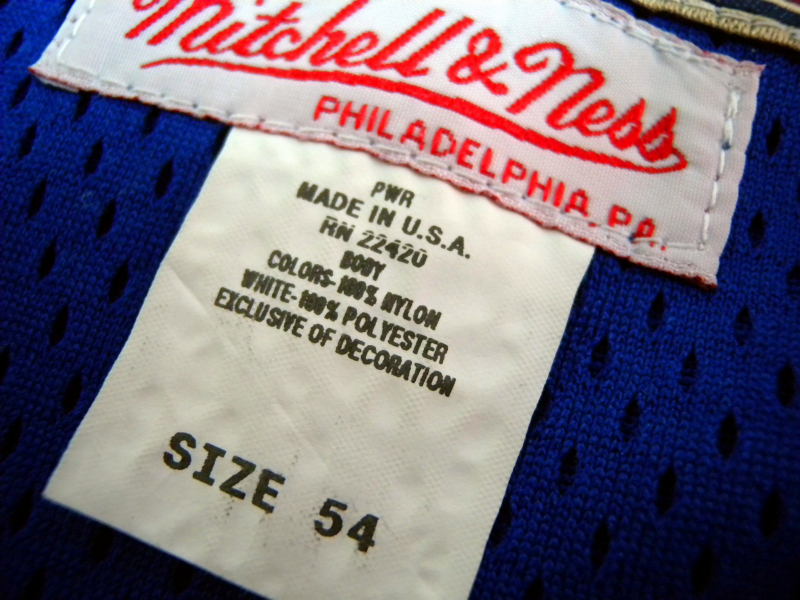 Mitchell & Ness
PHILADELPHIA, PA.
PWR
MADE IN U.S.A.
RN 22420
BODY
COLORS-100% NYLON
WHITE-100% POLYESTER
EXCLUSIVE OF DECORATION
SIZE 54